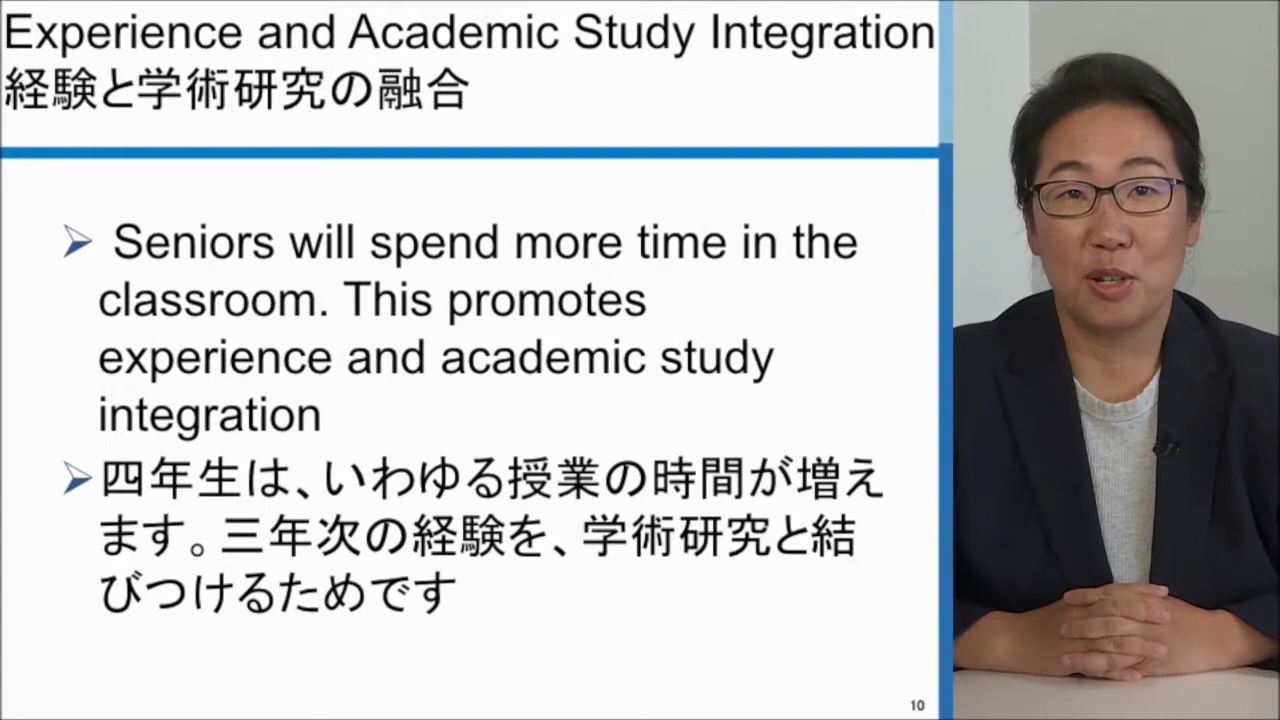 Experience and Academic Study Integration
経験と学術研究の融合
Seniors will spend more time in the
classroom. This promotes
experience and academic study
integration
四年生は、いわゆる授業の時間が増え
ます。三年次の経験を、学術研究と結
びつけるためです
10